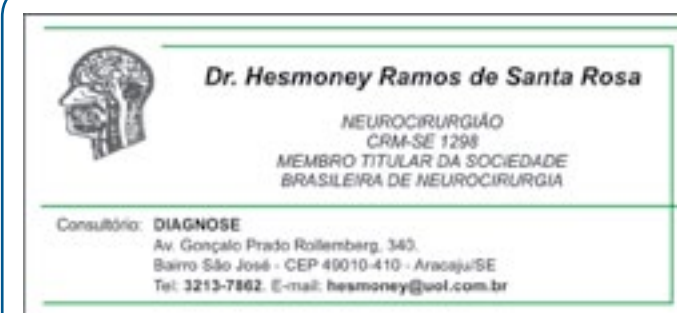 Dr. Hesmoney Ramos de Santa Rosa
NEUROCIRURGIÃO
CRM-SE 1298
MEMBRO TITULAR DA SOCIEDADE
BRASILEIRA DE NEUROCIRURGIA
Consultório: DIAGNOSE
Av. Gonçalo Prado Rollemberg, 340.
Bairro São José - CEP 49010-410 - Aracaju/SE
Tel: 3213-7862. E-mail: hesmoney@uol.com.br